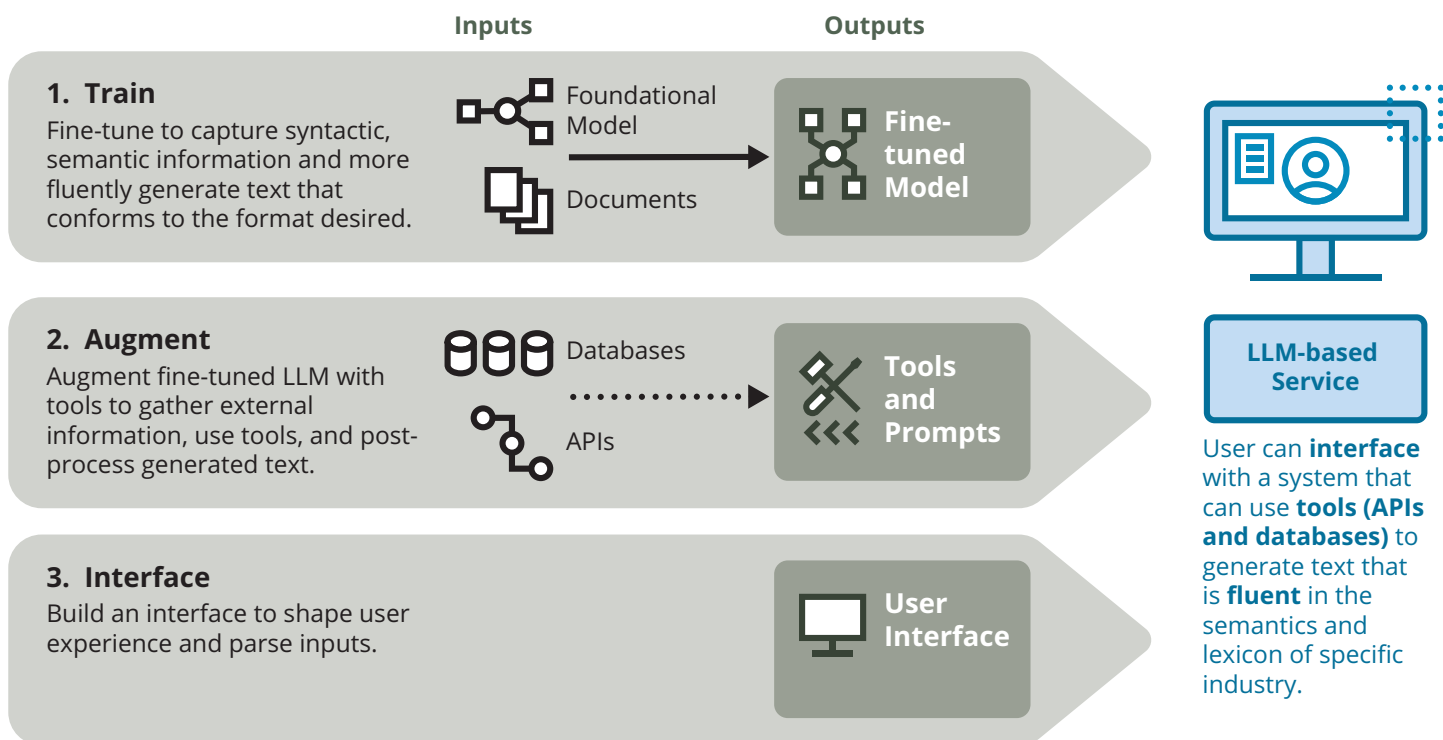 Inputs
Outputs
1. Train
Fine-tune to capture syntactic,
semantic information and more
fluently generate text that
conforms to the format desired.
Foundational
Model
Documents
Fine-
tuned
Model
2. Augment
Augment fine-tuned LLM with
tools to gather external
information, use tools, and post-
process generated text.
Databases
APIs
Tools
and
Prompts
3. Interface
Build an interface to shape user
experience and parse inputs.
User
Interface
LLM-based
Service
User can interface
with a system that
can use tools (APIs
and databases) to
generate text that
is fluent in the
semantics and
lexicon of specific
industry.